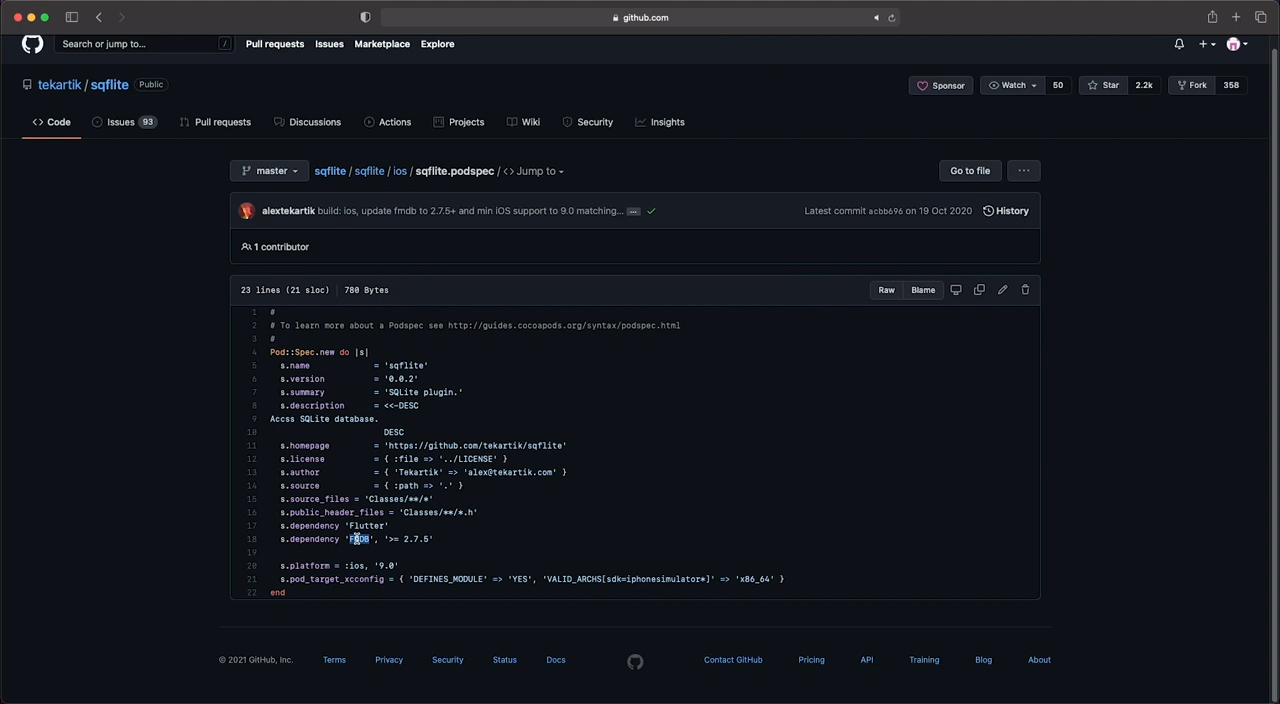 github.com
Search or jump to... /
Pull requests Issues Marketplace Explore
tekartik / sqflite Public
Sponsor Watch 50 Star 2.2k Fork 358
Code Issues 93 Pull requests Discussions Actions Projects Wiki Security Insights
master sqflite / sqflite / ios / sqflite.podspec / <> Jump to Go to file ...
alextekartik build: ios, update fmdb to 2.7.5+ and min iOS support to 9.0 matching... ... Latest commit acbb696 on 19 Oct 2020 History
1 contributor
23 lines (21 sloc) 780 Bytes Raw Blame
1 #
2 # To learn more about a Podspec see http://guides.cocoapods.org/syntax/podspec.html
3 #
4 Pod::Spec.new do |s|
5 s.name = 'sqflite'
6 s.version = '0.0.2'
7 s.summary = 'SQLite plugin.'
8 s.description = <<-DESC
9 Accss SQLite database.
10 DESC
11 s.homepage = 'https://github.com/tekartik/sqflite'
12 s.license = { :file => '../LICENSE' }
13 s.author = { 'Tekartik' => 'alex@tekartik.com' }
14 s.source = { :path => '.' }
15 s.source_files = 'Classes/**/*'
16 s.public_header_files = 'Classes/**/*.h'
17 s.dependency 'Flutter'
18 s.dependency 'FMDB', '>= 2.7.5'
19
20 s.platform = :ios, '9.0'
21 s.pod_target_xcconfig = { 'DEFINES_MODULE' => 'YES', 'VALID_ARCHS[sdk=iphonesimulator*]' => 'x86_64' }
22 end
© 2021 GitHub, Inc. Terms Privacy Security Status Docs Contact GitHub Pricing API Training Blog About